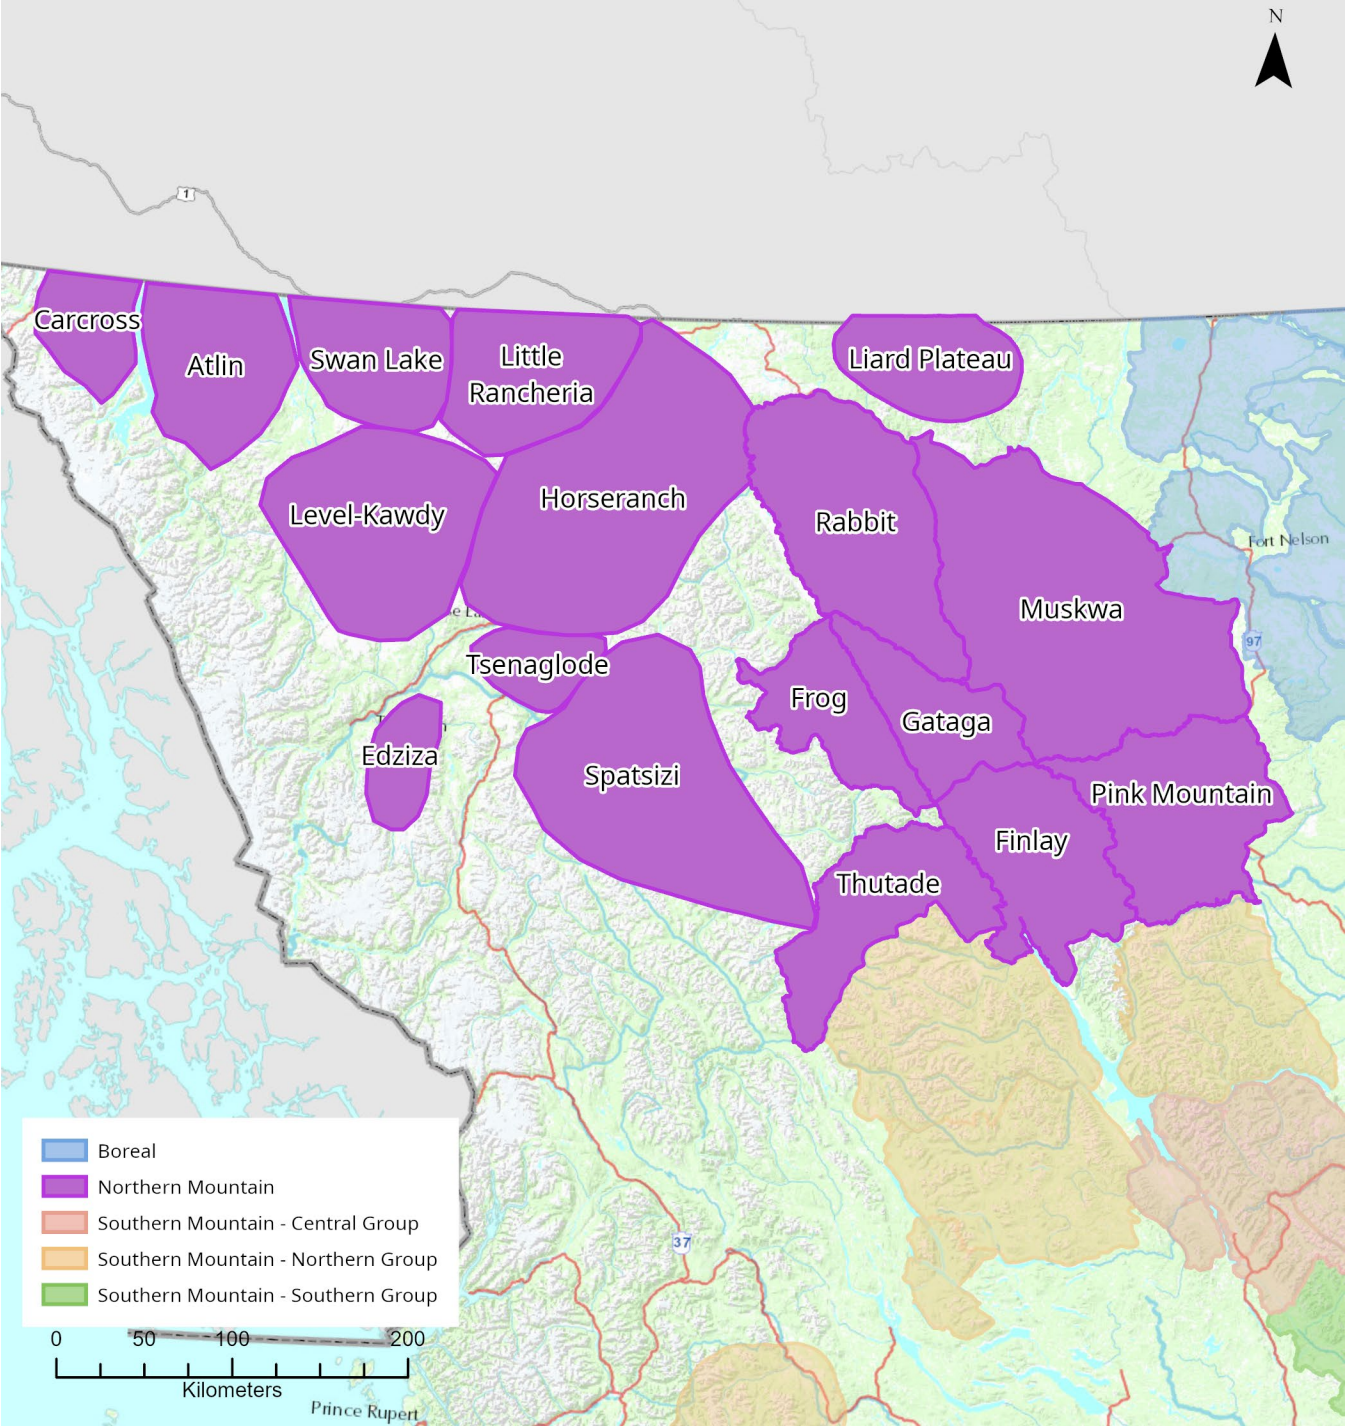 N
1
Carcross
Atlin
Swan Lake
Little
Rancheria
Liard Plateau
Level-Kawdy
Horseranch
Rabbit
Fort Nelson
Muskwa
97
Tsenaglode
Frog
Gataga
Edziza
Spatsizi
Pink Mountain
Finlay
Thutade
37
Boreal
Northern Mountain
Southern Mountain - Central Group
Southern Mountain - Northern Group
Southern Mountain - Southern Group
0 50 100 200
Kilometers
Prince Rupert